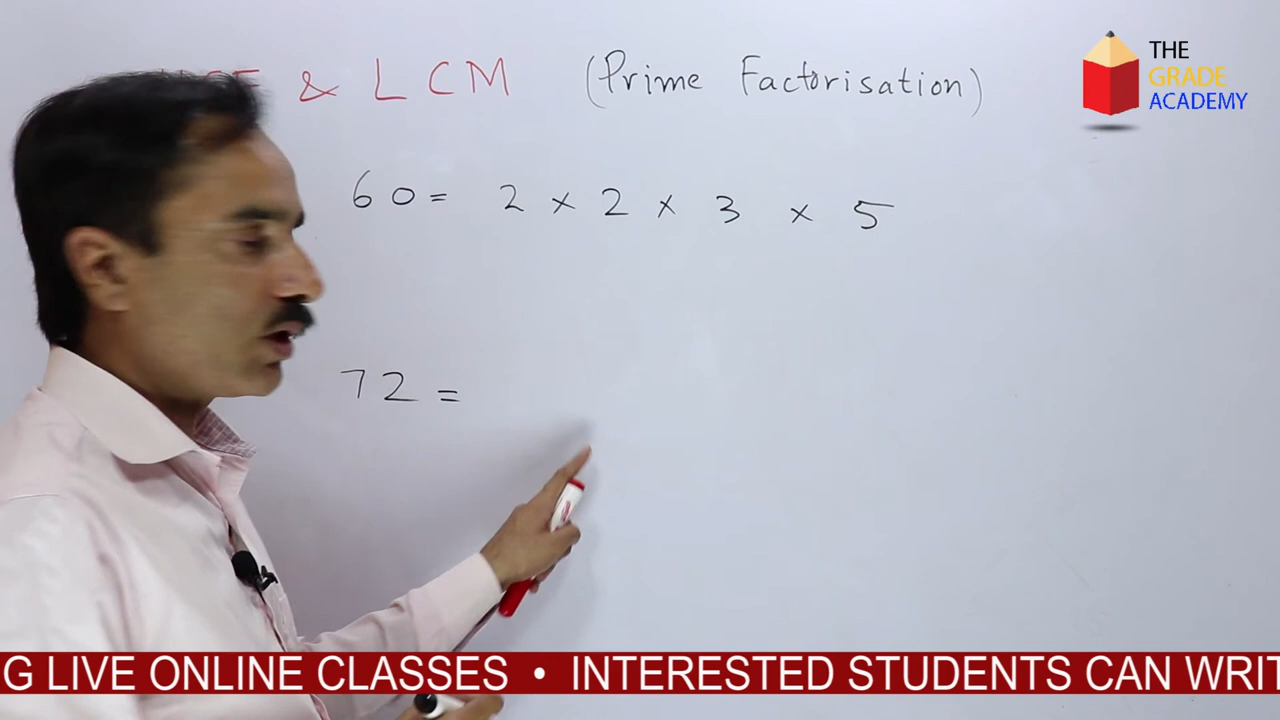 & LCM (Prime Factorisation)
THE
GRADE
ACADEMY
60 = 2 × 2 × 3 × 5
72 =
G LIVE ONLINE CLASSES • INTERESTED STUDENTS CAN WRIT